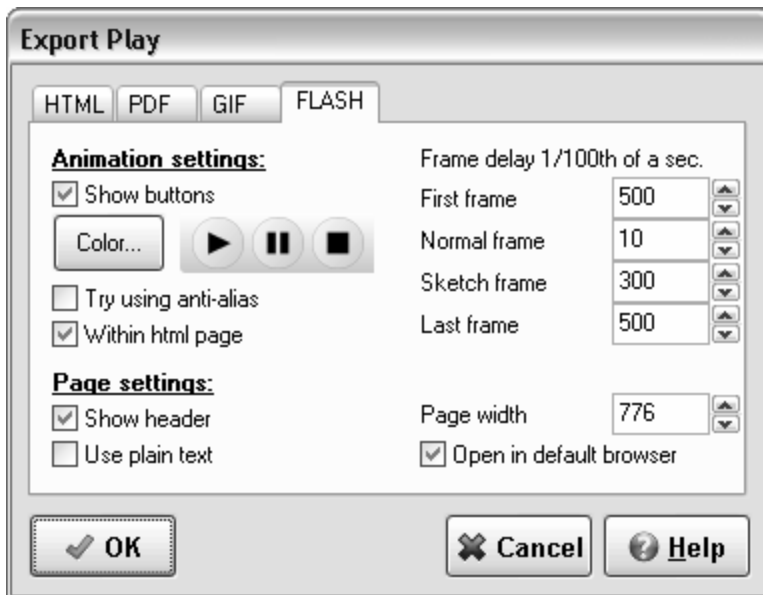 Export Play
HTML PDF GIF FLASH
Animation settings:
Show buttons
Color...
Try using anti-alias
Within html page
Frame delay 1/100th of a sec.
First frame 500
Normal frame 10
Sketch frame 300
Last frame 500
Page settings:
Show header
Use plain text
Page width 776
Open in default browser
OK Cancel Help